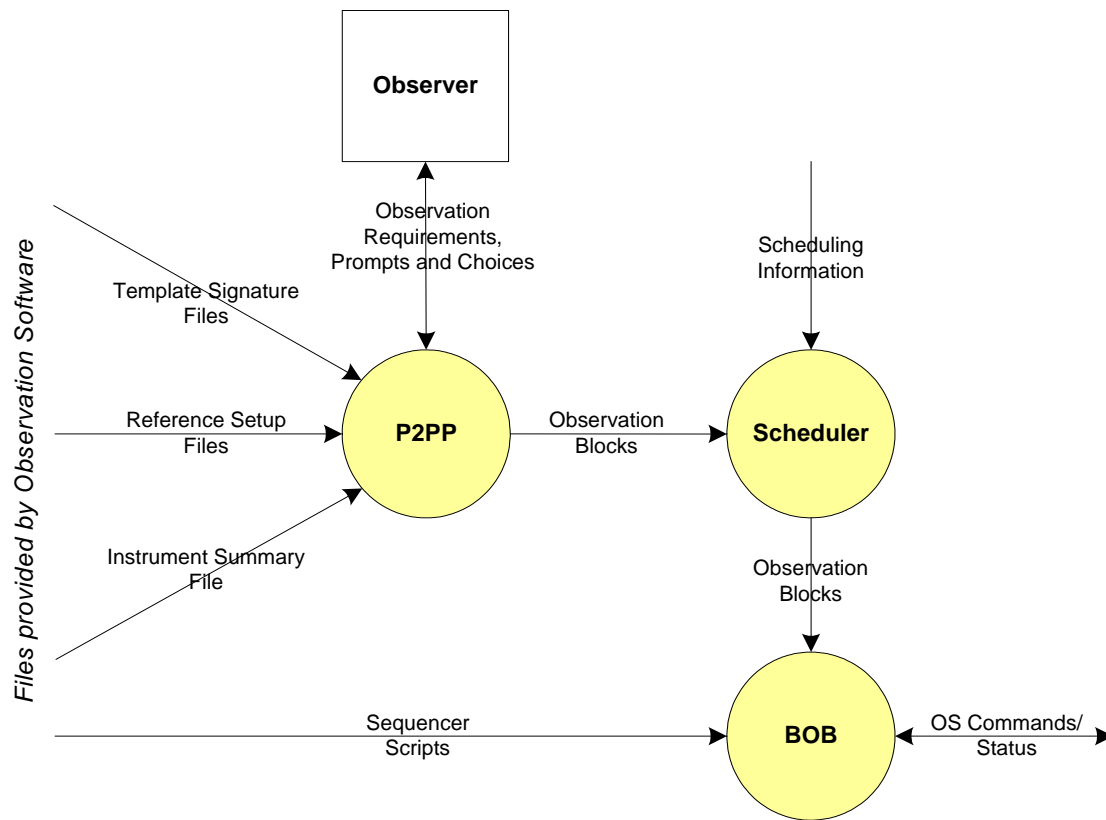 Observer
Observation
Requirements,
Prompts and Choices
Scheduling
Information
Files provided by Observation Software
Template Signature
Files
Reference Setup
Files
P2PP
Observation
Blocks
Scheduler
Instrument Summary
File
Observation
Blocks
Sequencer
Scripts
BOB
OS Commands/
Status